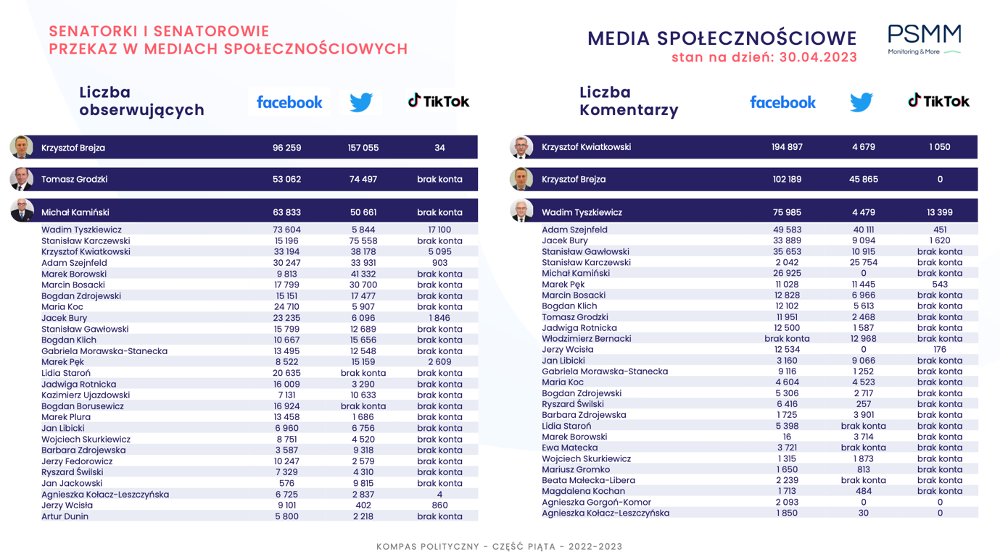 SENATORKI I SENATOROWIE
PRZEKAZ W MEDIACH SPOŁECZNOŚCIOWYCH
MEDIA SPOŁECZNOŚCIOWE
stan na dzień: 30.04.2023
PSMM
Monitoring & More
Liczba
obserwujących
facebook TikTok
Krzysztof Brejza 96 259 157 055 34
Tomasz Grodzki 53 062 74 497 brak konta
Michał Kamiński 63 833 50 661 brak konta
Wadim Tyszkiewicz 73 604 5 844 17 100
Stanisław Karczewski 15 196 75 558 brak konta
Krzysztof Kwiatkowski 33 194 38 178 5 095
Adam Szejnfeld 30 247 33 931 903
Marek Borowski 9 813 41 332 brak konta
Marcin Bosacki 17 799 30 700 brak konta
Bogdan Zdrojewski 15 151 17 477 brak konta
Maria Koc 24 710 5 907 brak konta
Jacek Bury 23 235 6 096 1 846
Stanisław Gawłowski 15 799 12 689 brak konta
Bogdan Klich 10 667 15 656 brak konta
Gabriela Morawska-Stanecka 13 495 12 548 brak konta
Marek Pęk 8 522 15 159 2 609
Lidia Staroń 20 635 brak konta brak konta
Jadwiga Rotnicka 16 009 3 290 brak konta
Kazimierz Ujazdowski 7 131 10 633 brak konta
Bogdan Borusewicz 16 924 brak konta brak konta
Marek Plura 13 458 1 686 brak konta
Jan Libicki 6 960 6 756 brak konta
Wojciech Skurkiewicz 8 751 4 520 brak konta
Barbara Zdrojewska 3 587 9 318 brak konta
Jerzy Fedorowicz 10 247 2 579 brak konta
Ryszard Świlski 7 329 4 310 brak konta
Jan Jackowski 576 9 815 brak konta
Agnieszka Kołacz-Leszczyńska 6 725 2 837 4
Jerzy Wcisła 9 101 402 860
Artur Dunin 5 800 2 218 brak konta
Liczba
Komentarzy
facebook TikTok
Krzysztof Kwiatkowski 194 897 4 679 1 050
Krzysztof Brejza 102 189 45 865 0
Wadim Tyszkiewicz 75 985 4 479 13 399
Adam Szejnfeld 49 583 40 111 451
Jacek Bury 33 889 9 094 1 620
Stanisław Gawłowski 35 653 10 915 brak konta
Stanisław Karczewski 2 042 25 754 brak konta
Michał Kamiński 26 925 0 brak konta
Marek Pęk 11 028 11 445 543
Marcin Bosacki 12 828 6 966 brak konta
Bogdan Klich 12 102 5 613 brak konta
Tomasz Grodzki 11 951 2 468 brak konta
Jadwiga Rotnicka 12 500 1 587 brak konta
Włodzimierz Bernacki brak konta 12 968 brak konta
Jerzy Wcisła 12 534 0 176
Jan Libicki 3 160 9 066 brak konta
Gabriela Morawska-Stanecka 9 116 1 252 brak konta
Maria Koc 4 604 4 523 brak konta
Bogdan Zdrojewski 5 306 2 717 brak konta
Ryszard Świlski 6 416 257 brak konta
Barbara Zdrojewska 1 725 3 901 brak konta
Lidia Staroń 5 398 brak konta brak konta
Marek Borowski 16 3 714 brak konta
Ewa Matecka 3 721 brak konta brak konta
Wojciech Skurkiewicz 1 315 1 873 brak konta
Mariusz Gromko 1 650 813 brak konta
Beata Małecka-Libera 2 239 brak konta brak konta
Magdalena Kochan 1 713 484 brak konta
Agnieszka Gorgoń-Komor 2 093 0 0
Agnieszka Kołacz-Leszczyńska 1 850 30 0
KOMPAS POLITYCZNY - CZĘŚĆ PIĄTA - 2022-2023